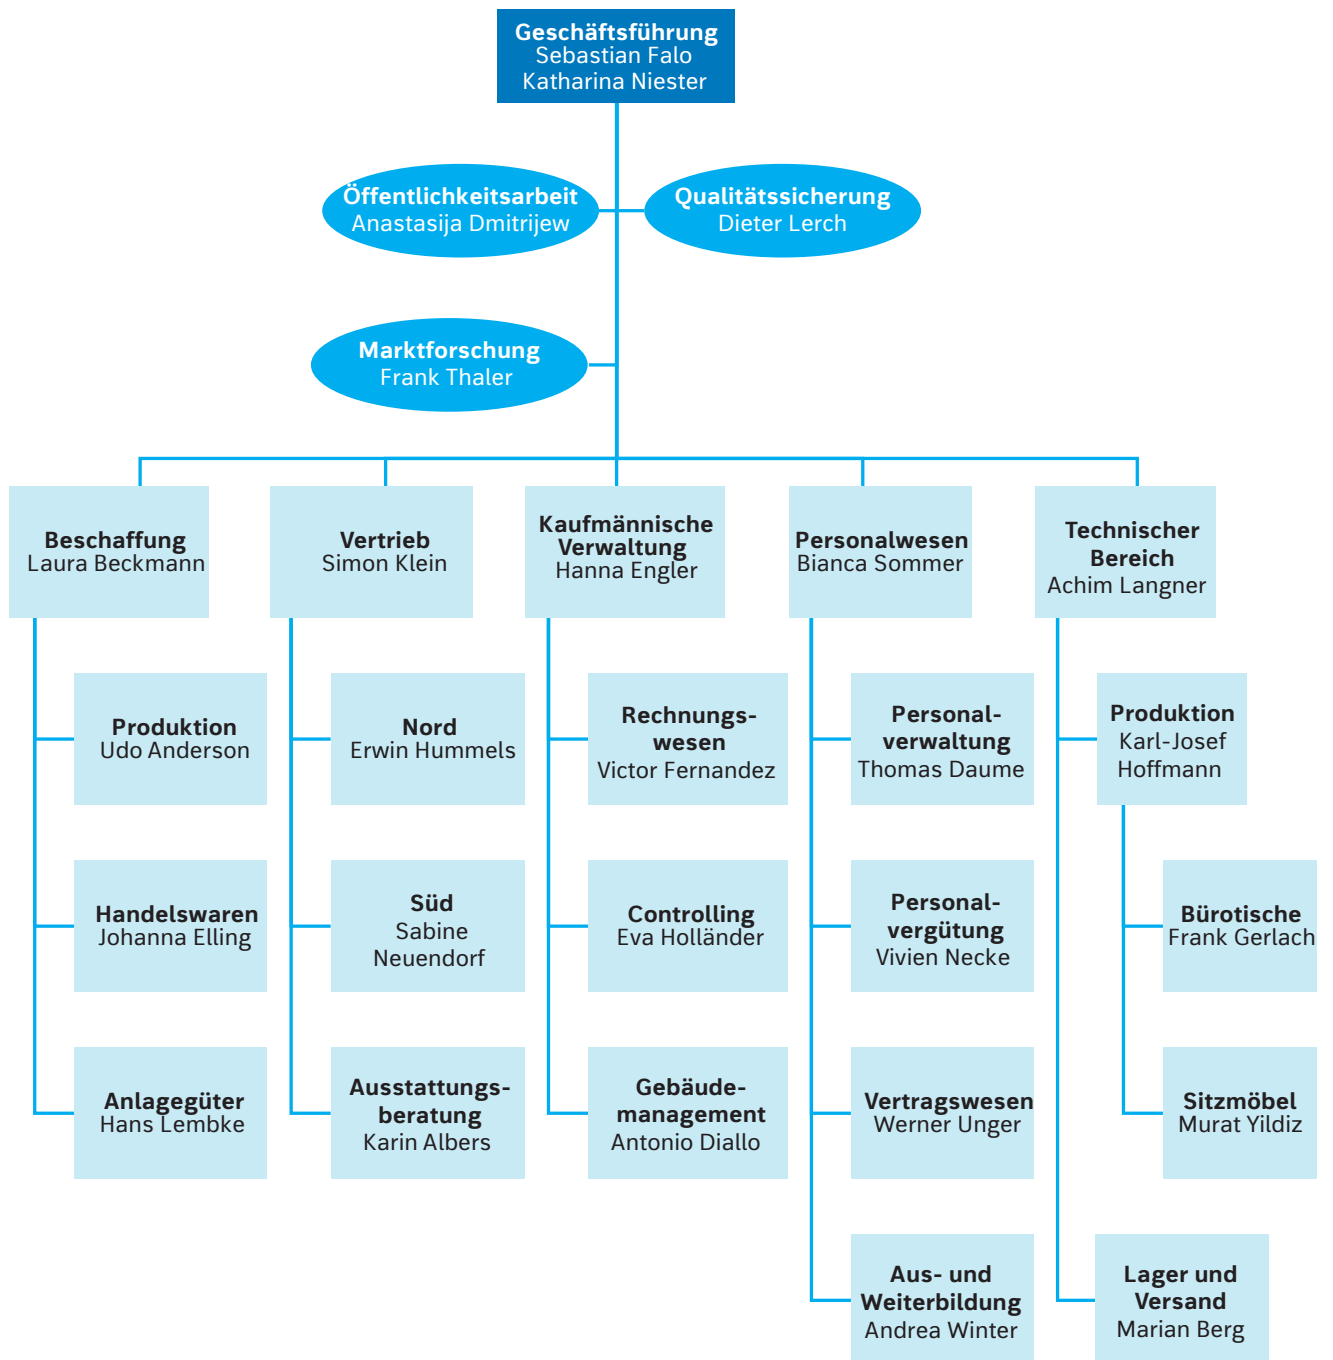 Geschäftsführung
Sebastian Falo
Katharina Niester
Öffentlichkeitsarbeit
Anastasija Dmitrijew
Qualitätssicherung
Dieter Lerch
Marktforschung
Frank Thaler
Beschaffung
Laura Beckmann
Vertrieb
Simon Klein
Kaufmännische
Verwaltung
Hanna Engler
Personalwesen
Bianca Sommer
Technischer
Bereich
Achim Langner
Produktion
Udo Anderson
Nord
Erwin Hummels
Rechnungs-
wesen
Victor Fernandez
Personal-
verwaltung
Thomas Daume
Produktion
Karl-Josef
Hoffmann
Handelswaren
Johanna Elling
Süd
Sabine
Neuendorf
Controlling
Eva Holländer
Personal-
vergütung
Vivien Necke
Bürotische
Frank Gerlach
Anlagegüter
Hans Lembke
Ausstattungs-
beratung
Karin Albers
Gebäude-
management
Antonio Diallo
Vertragswesen
Werner Unger
Sitzmöbel
Murat Yildiz
Aus- und
Weiterbildung
Andrea Winter
Lager und
Versand
Marian Berg